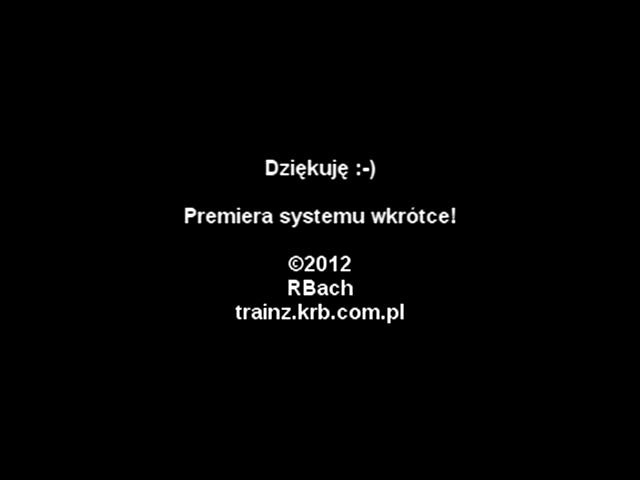 Dziękuję :-)
Premiera systemu wkrótce!
©2012
RBach
trainz.krb.com.pl